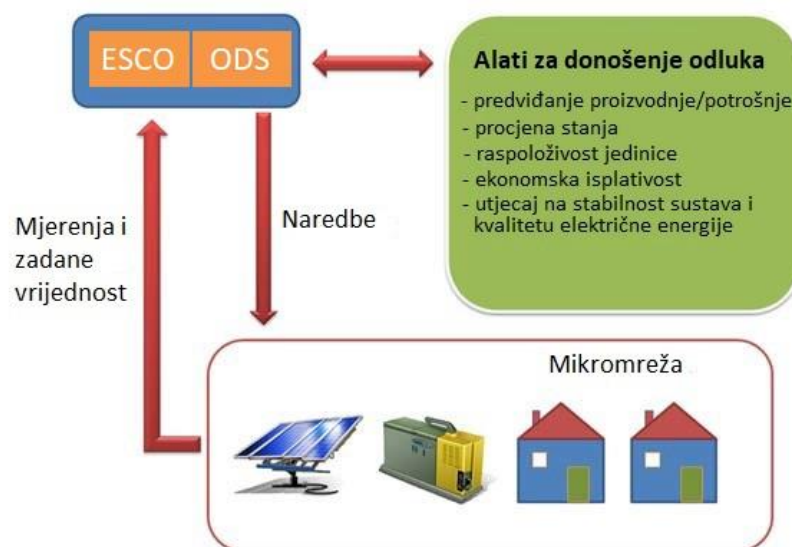 ESCO ODS
Alati za donošenje odluka
- predviđanje proizvodnje/potrošnje
- procjena stanja
- raspoloživost jedinice
- ekonomska isplativost
- utjecaj na stabilnost sustava i
kvalitetu električne energije
Mjerenja i
zadane
vrijednost
Naredbe
Mikromreža